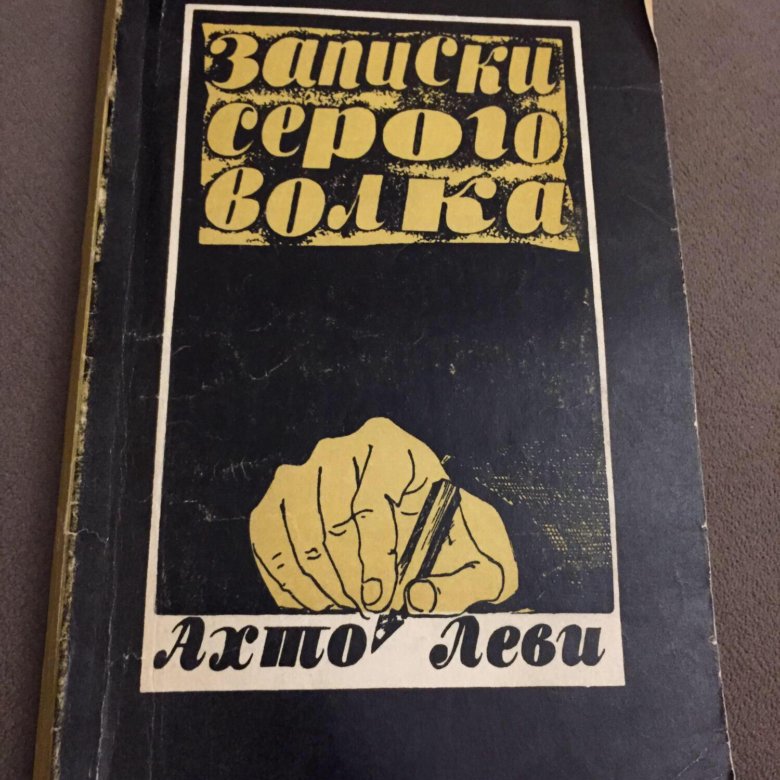 Записки
серого
волка
Ахто Леви